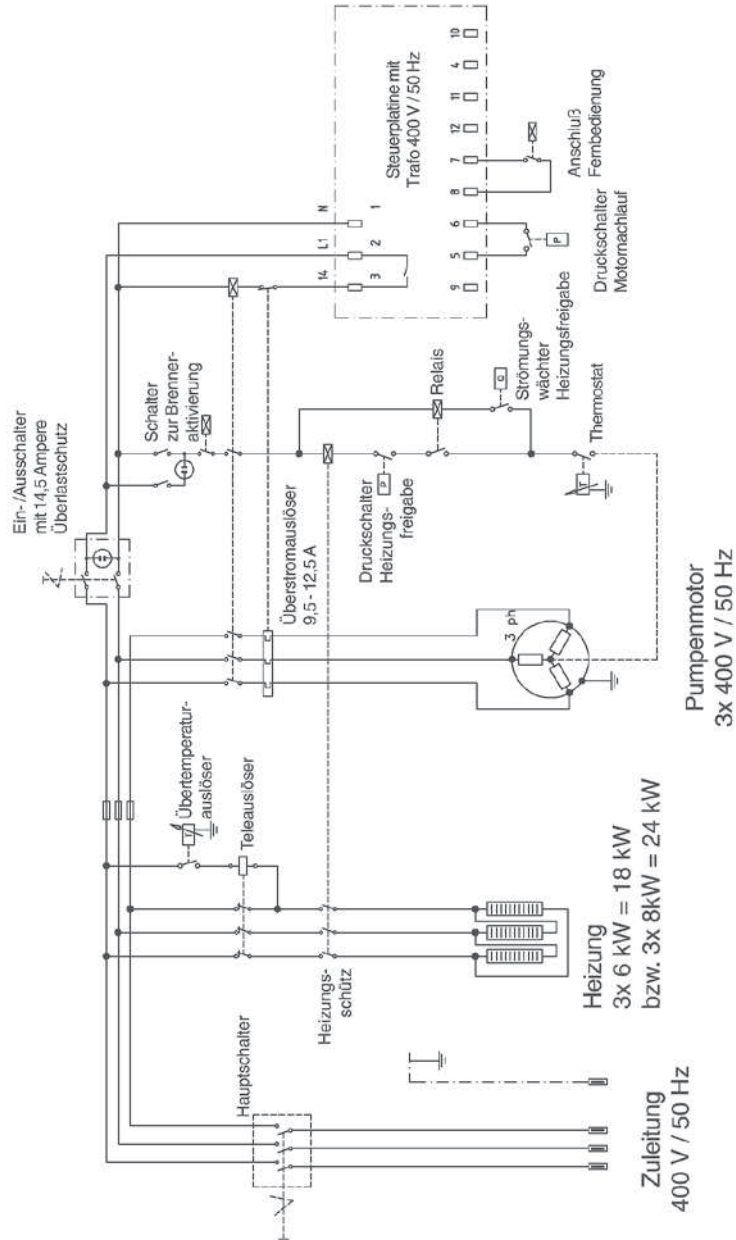 Ein-/Ausschalter
mit 14,5 Ampere
Überlastschutz
Schalter
zur Brenner-
aktivierung
14
L1
N
3
2
1
Steuerplatine mit
Trafo 400 V / 50 Hz
9
5
6
8
7
12
11
4
10
P
Druckschalter
Motornachlauf
Anschluß
Fernbedienung
Übertemperatur-
auslöser
T
Teleauslöser
Hauptschalter
Heizungs-
schütz
Überstromauslöser
9,5 - 12,5 A
P
Druckschalter
Heizungs-
freigabe
Relais
Q
Strömungs-
wächter
Heizungsfreigabe
T
Thermostat
3 ph
Zuleitung
400 V / 50 Hz
Heizung
3x 6 kW = 18 kW
bzw. 3x 8kW = 24 kW
Pumpenmotor
3x 400 V / 50 Hz